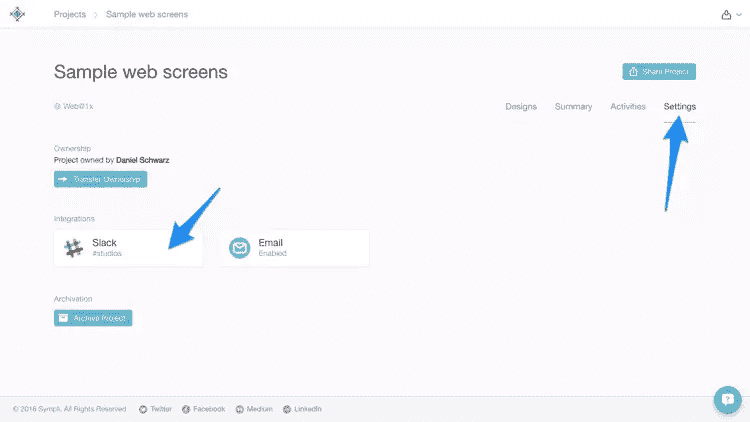 Projects > Sample web screens
Sample web screens
Share Project
Web@1x
Designs Summary Activities Settings
Ownership
Project owned by Daniel Schwarz
Transfer Ownership
Integrations
Slack
#studios
Email
Enabled
Archivation
Archive Project
© 2016 Sympli, All Rights Reserved Twitter Facebook Medium LinkedIn